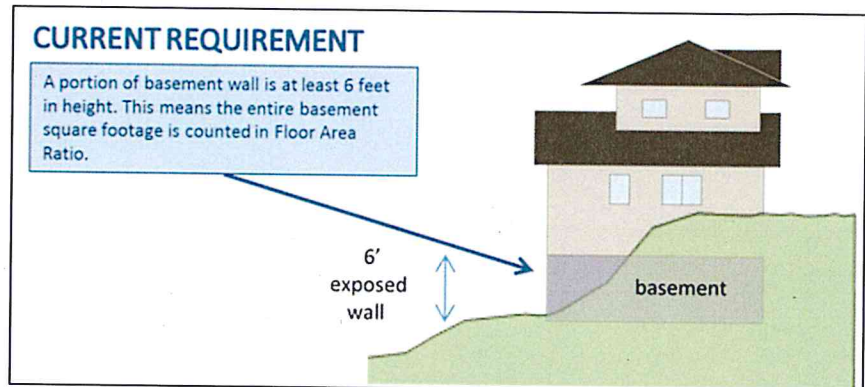 CURRENT REQUIREMENT
A portion of basement wall is at least 6 feet
in height. This means the entire basement
square footage is counted in Floor Area
Ratio.
6'
exposed
wall
basement